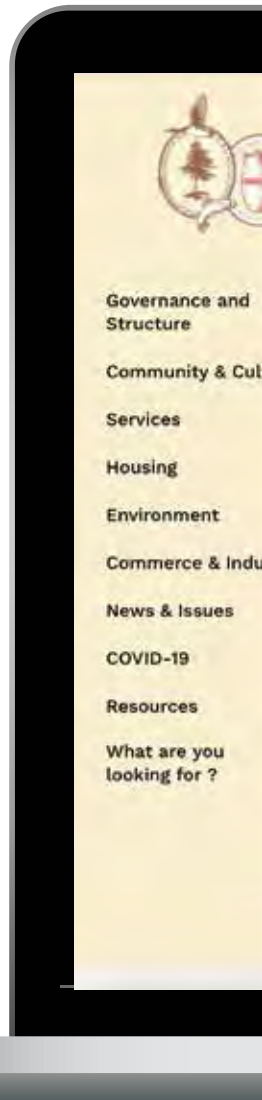 Governance and
Structure
Community & Cul
Services
Housing
Environment
Commerce & Indu
News & Issues
COVID-19
Resources
What are you
looking for ?